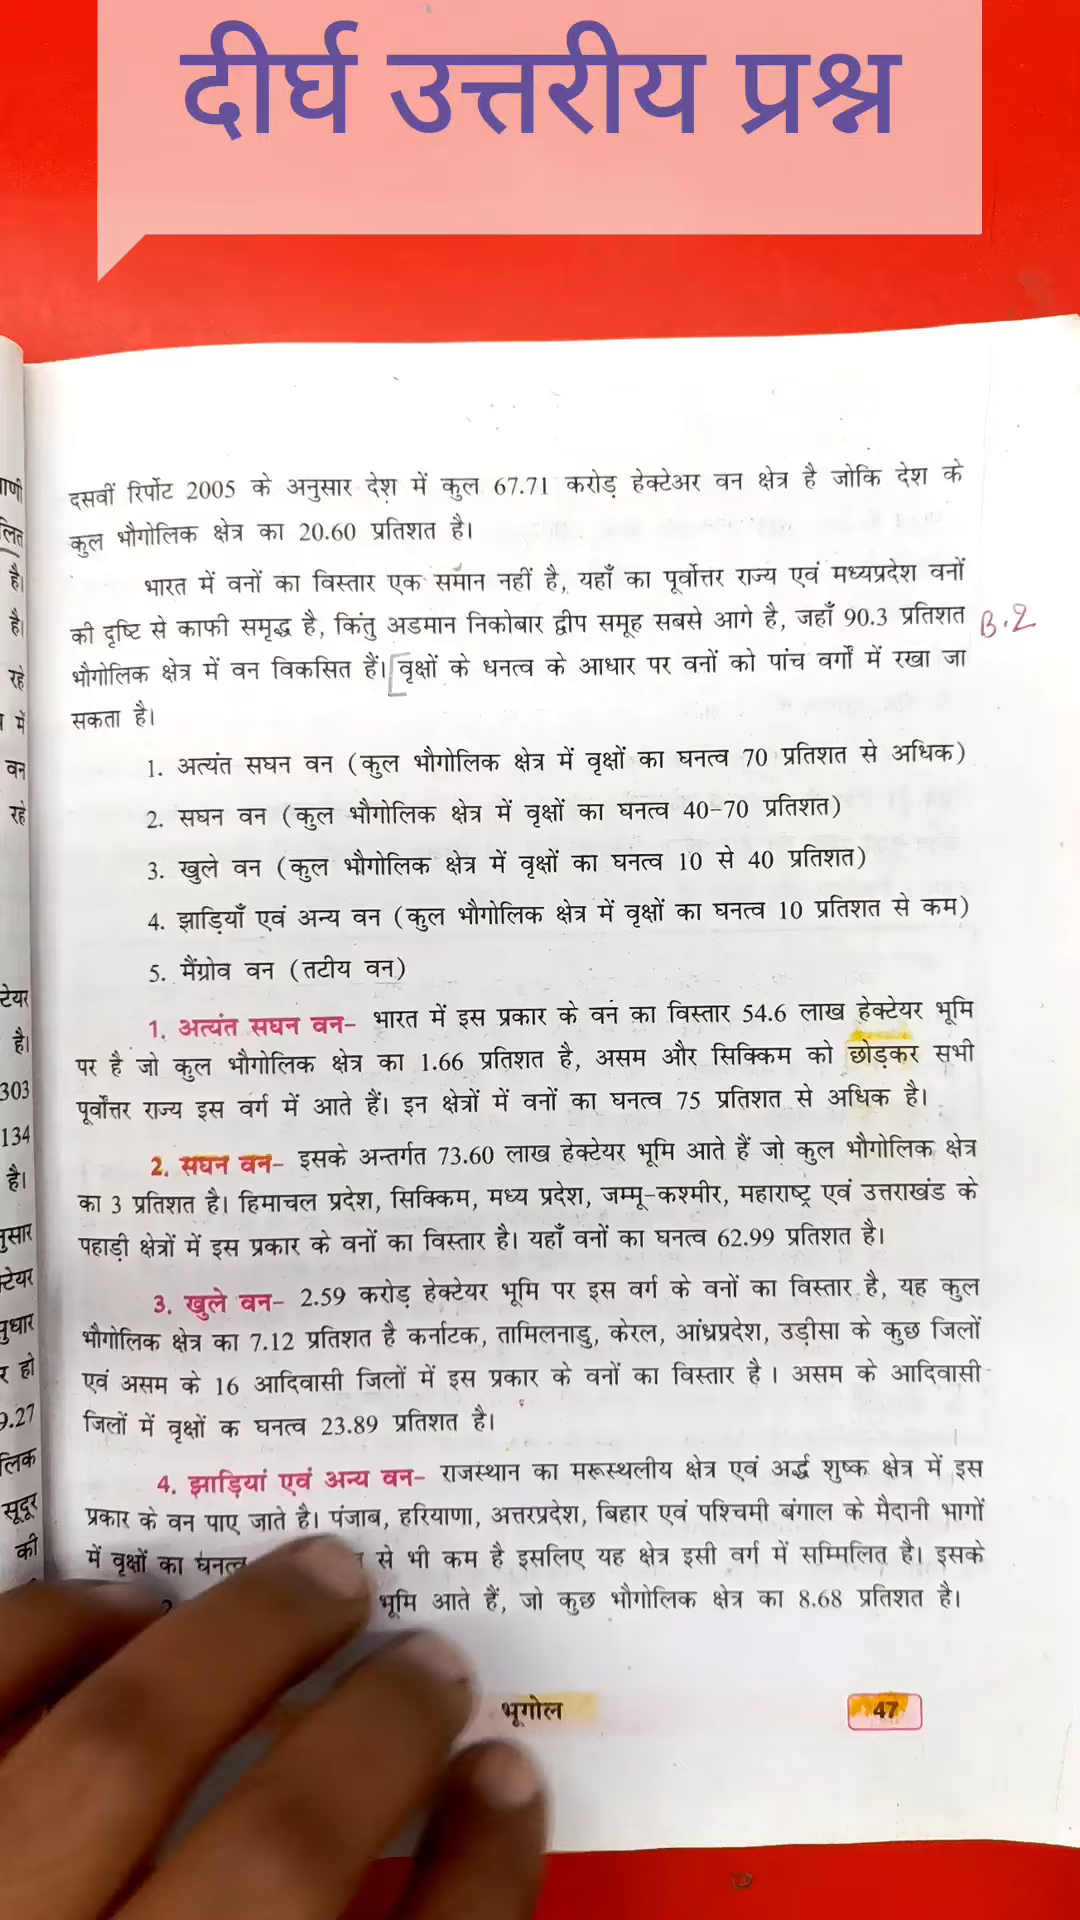 दीर्घ उत्तरीय प्रश्न
दसवीं रिर्पोट 2005 के अनुसार देश में कुल 67.71 करोड़ हेक्टेअर वन क्षेत्र है जोकि देश के
कुल भौगोलिक क्षेत्र का 20.60 प्रतिशत है।
भारत में वनों का विस्तार एक समान नहीं है, यहाँ का पूर्वोत्तर राज्य एवं मध्यप्रदेश वनों
की दृष्टि से काफी समृद्ध है, किंतु अडमान निकोबार द्वीप समूह सबसे आगे है, जहाँ 90.3 प्रतिशत B.2
भौगोलिक क्षेत्र में वन विकसित हैं। [वृक्षों के धनत्व के आधार पर वनों को पांच वर्गों में रखा जा
सकता है।
1. अत्यंत सघन वन (कुल भौगोलिक क्षेत्र में वृक्षों का घनत्व 70 प्रतिशत से अधिक)
2. सघन वन (कुल भौगोलिक क्षेत्र में वृक्षों का घनत्व 40-70 प्रतिशत)
3. खुले वन (कुल भौगोलिक क्षेत्र में वृक्षों का घनत्व 10 से 40 प्रतिशत)
4. झाड़ियाँ एवं अन्य वन (कुल भौगोलिक क्षेत्र में वृक्षों का घनत्व 10 प्रतिशत से कम)
5. मैंग्रोव वन (तटीय वन)
1. अत्यंत सघन वन- भारत में इस प्रकार के वन का विस्तार 54.6 लाख हेक्टेयर भूमि
पर है जो कुल भौगोलिक क्षेत्र का 1.66 प्रतिशत है, असम और सिक्किम को छोड़कर सभी
पूर्वोंत्तर राज्य इस वर्ग में आते हैं। इन क्षेत्रों में वनों का घनत्व 75 प्रतिशत से अधिक है।
2. सघन वन- इसके अन्तर्गत 73.60 लाख हेक्टेयर भूमि आते हैं जो कुल भौगोलिक क्षेत्र
का 3 प्रतिशत है। हिमाचल प्रदेश, सिक्किम, मध्य प्रदेश, जम्मू-कश्मीर, महाराष्ट्र एवं उत्तराखंड के
पहाड़ी क्षेत्रों में इस प्रकार के वनों का विस्तार है। यहाँ वनों का घनत्व 62.99 प्रतिशत है।
3. खुले वन- 2.59 करोड़ हेक्टेयर भूमि पर इस वर्ग के वनों का विस्तार है, यह कुल
भौगोलिक क्षेत्र का 7.12 प्रतिशत है कर्नाटक, तामिलनाडु, केरल, आंध्रप्रदेश, उड़ीसा के कुछ जिलों
एवं असम के 16 आदिवासी जिलों में इस प्रकार के वनों का विस्तार है । असम के आदिवासी
जिलों में वृक्षों क घनत्व 23.89 प्रतिशत है।
4. झाड़ियां एवं अन्य वन- राजस्थान का मरूस्थलीय क्षेत्र एवं अर्द्ध शुष्क क्षेत्र में इस
प्रकार के वन पाए जाते है। पंजाब, हरियाणा, अत्तरप्रदेश, बिहार एवं पश्चिमी बंगाल के मैदानी भागों
में वृक्षों का घनत्व से भी कम है इसलिए यह क्षेत्र इसी वर्ग में सम्मिलित है। इसके
भूमि आते हैं, जो कुछ भौगोलिक क्षेत्र का 8.68 प्रतिशत है।
भूगोल
47